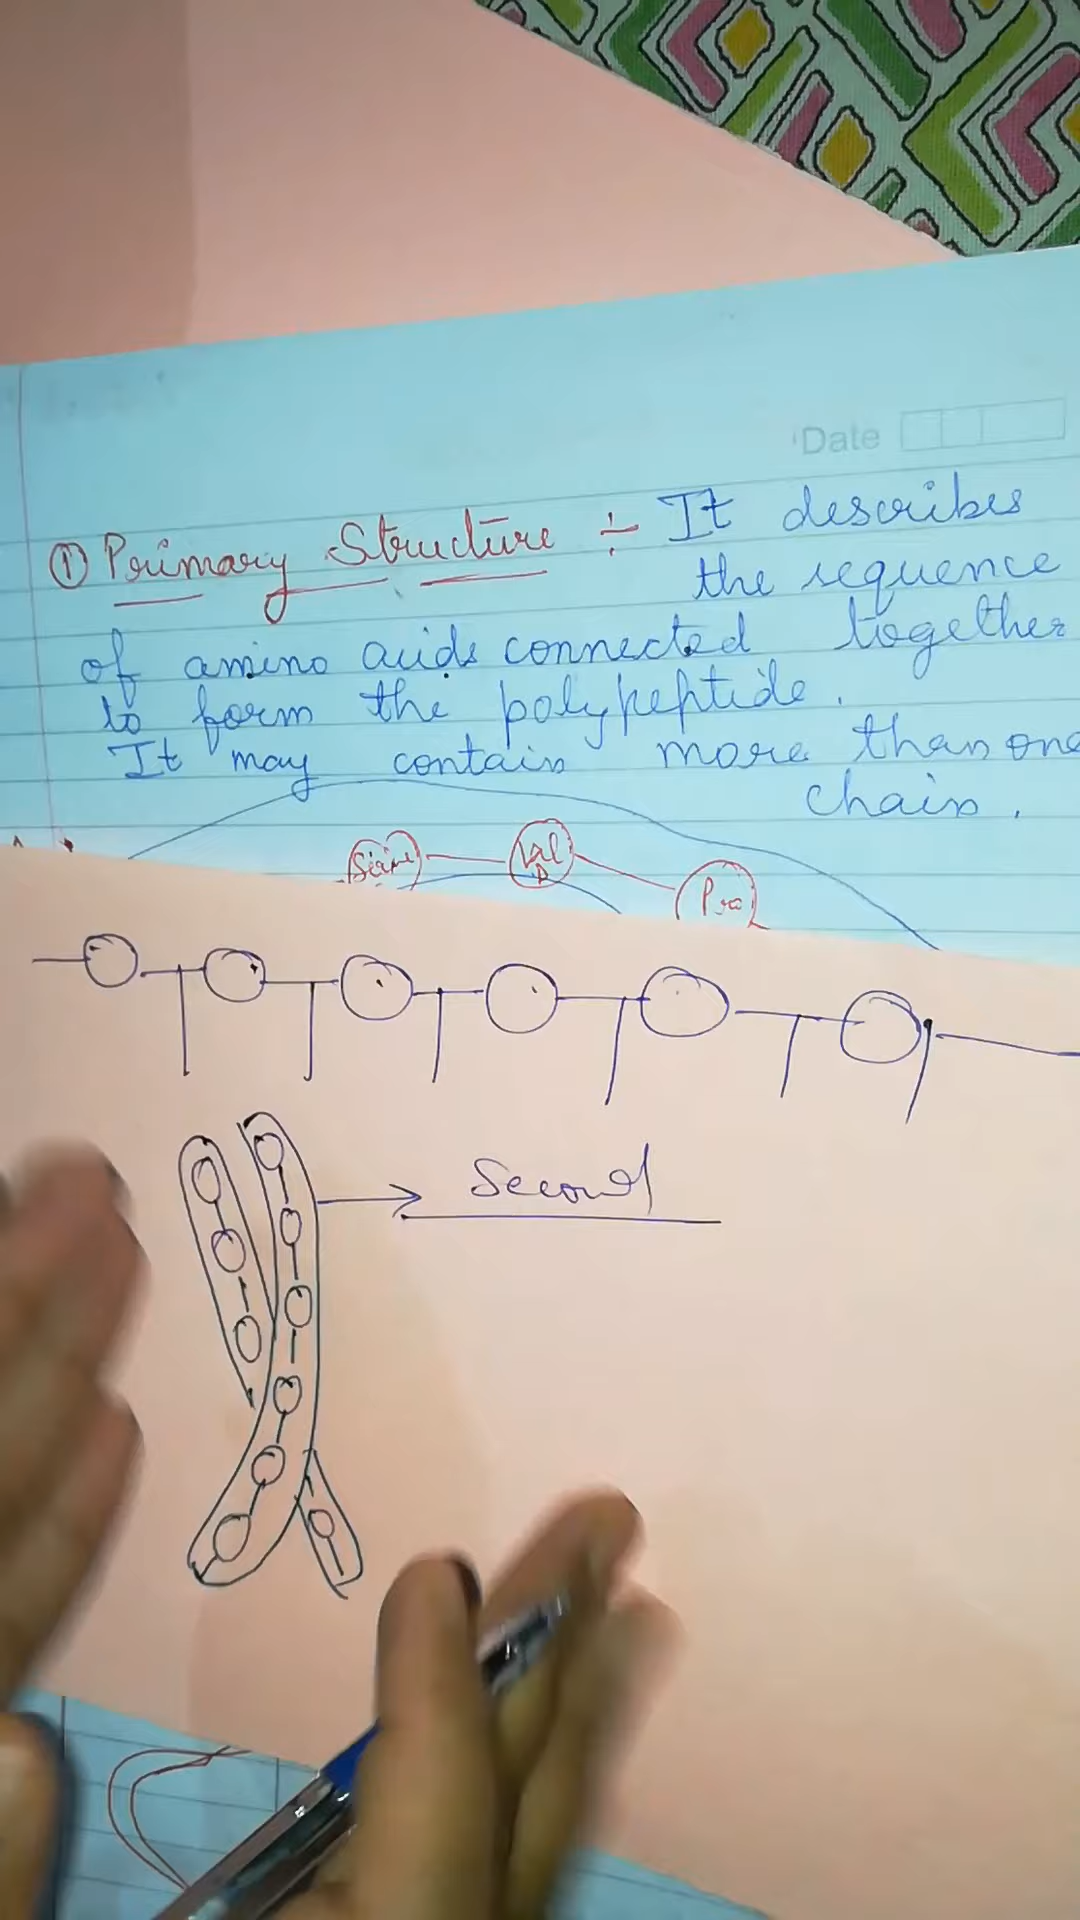 Date
① Primary Structure ÷ It describes
the sequence
of amino acids connected together
to form the polypeptide.
It may contain more than one
chain.
Val Pro
Second